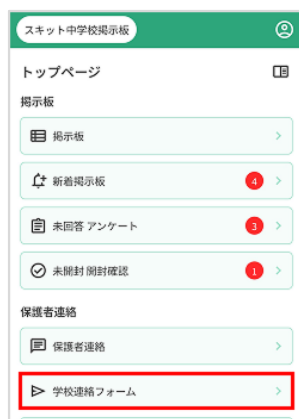 スキット中学校掲示板
トップページ
掲示板
掲示板
新着掲示板 4
未回答 アンケート 3
未開封 開封確認 1
保護者連絡
保護者連絡
学校連絡フォーム